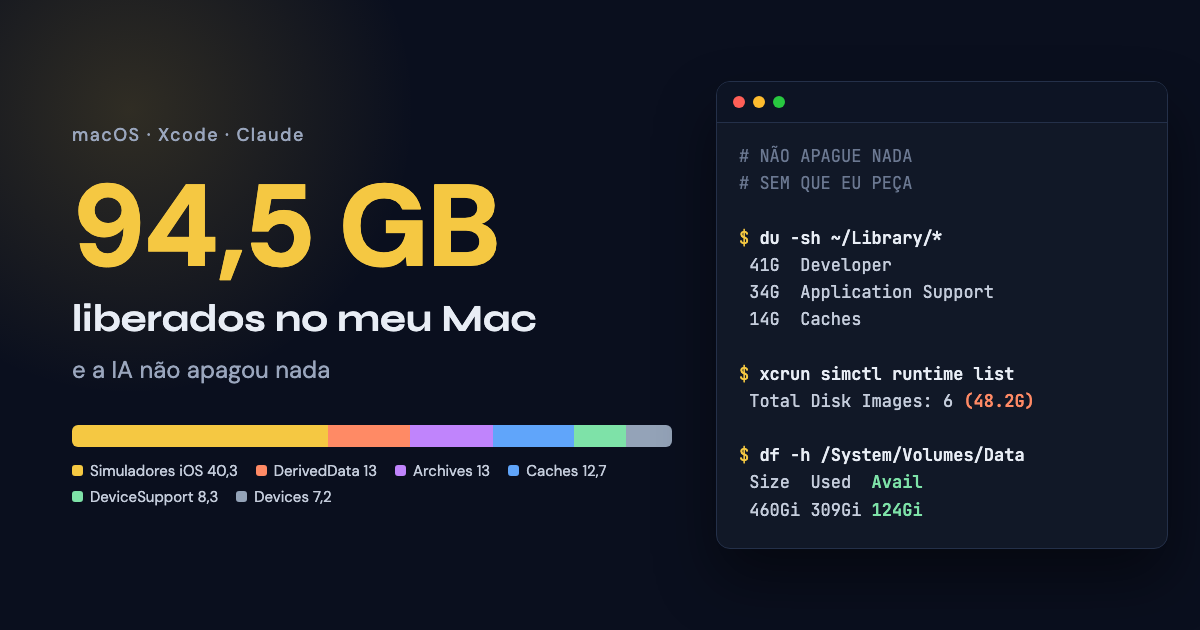 macOS · Xcode · Claude
94,5 GB
liberados no meu Mac
e a IA não apagou nada
Simuladores iOS 40,3 DerivedData 13 Archives 13 Caches 12,7
DeviceSupport 8,3 Devices 7,2
# NÃO APAGUE NADA
# SEM QUE EU PEÇA
$ du -sh ~/Library/*
41G Developer
34G Application Support
14G Caches
$ xcrun simctl runtime list
Total Disk Images: 6 (48.2G)
$ df -h /System/Volumes/Data
Size Used Avail
460Gi 309Gi 124Gi